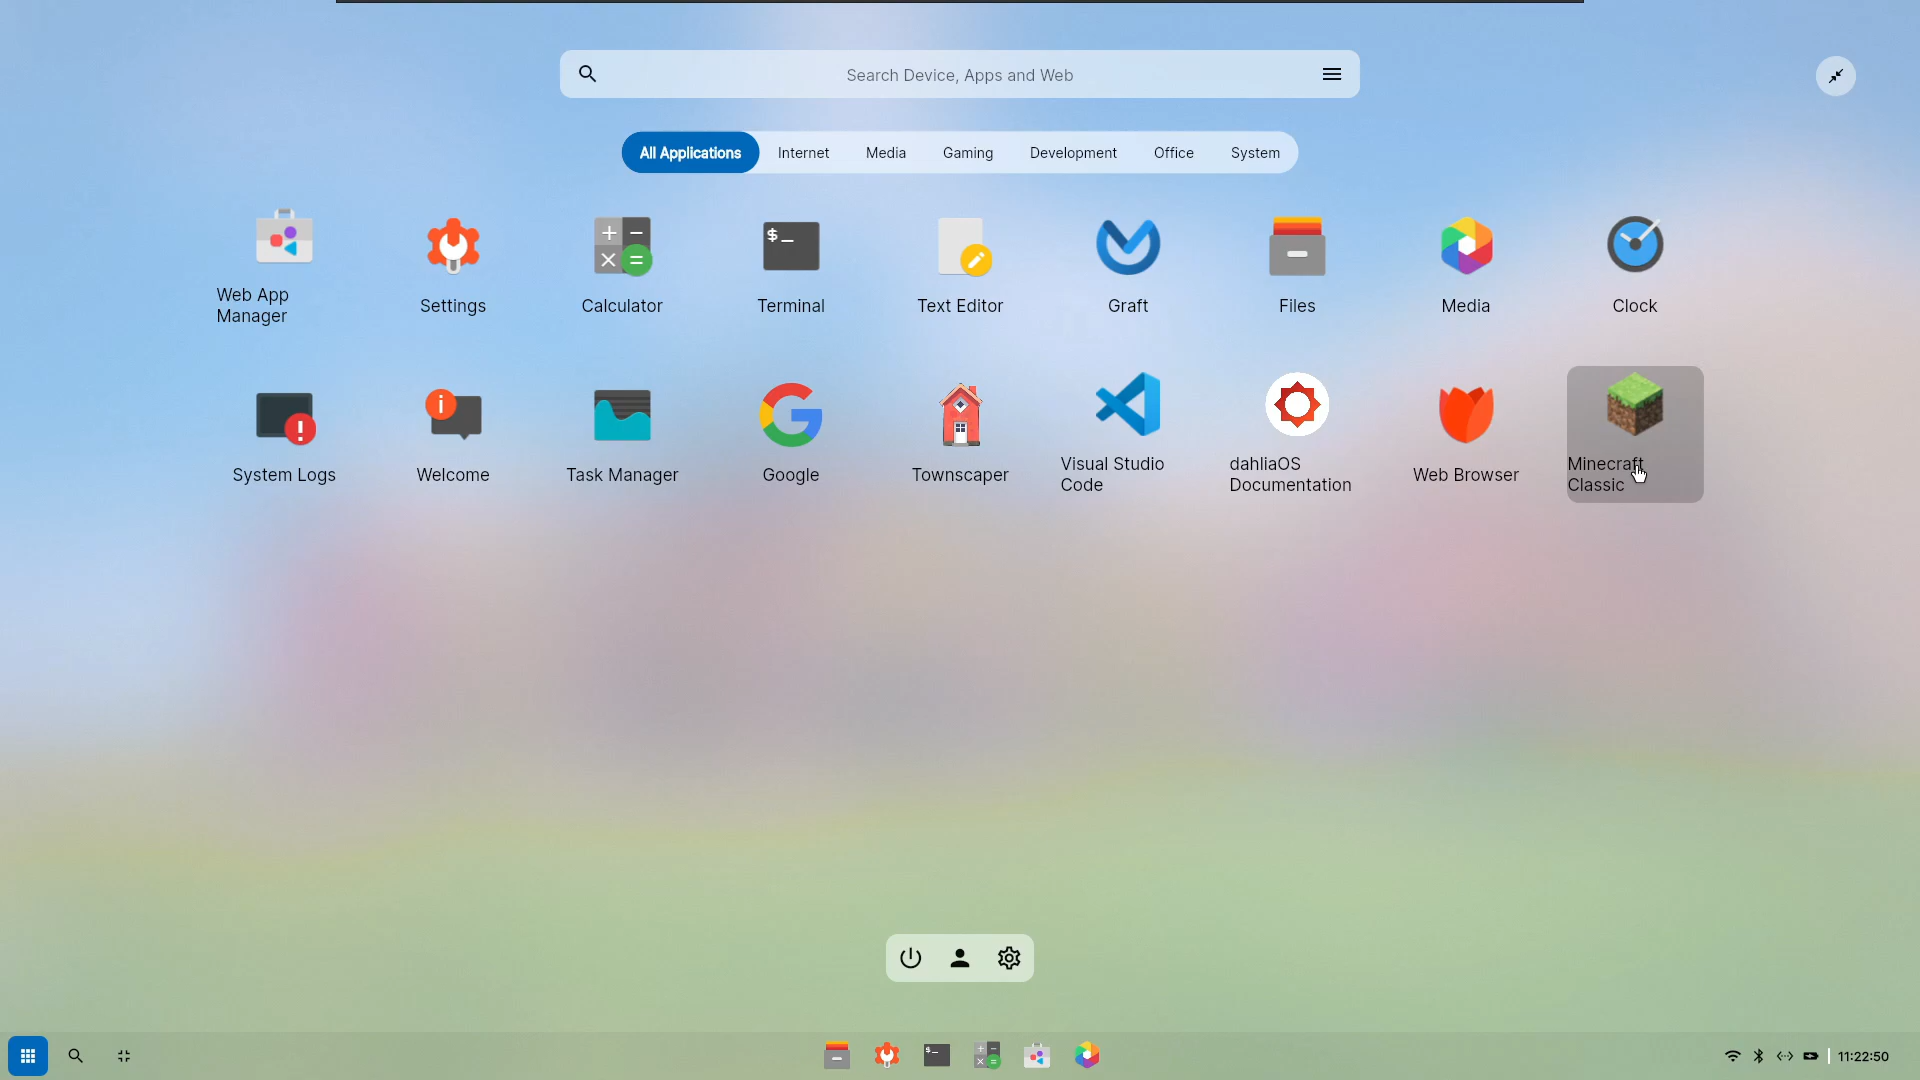 Search Device, Apps and Web
All Applications
Internet
Media
Gaming
Development
Office
System
Web App
Manager
Settings
Calculator
$_
Terminal
Text Editor
Graft
Files
Media
Clock
System Logs
Welcome
Task Manager
Google
Townscaper
Visual Studio
Code
dahliaOS
Documentation
Web Browser
Minecraft
Classic
$_
11:22:50